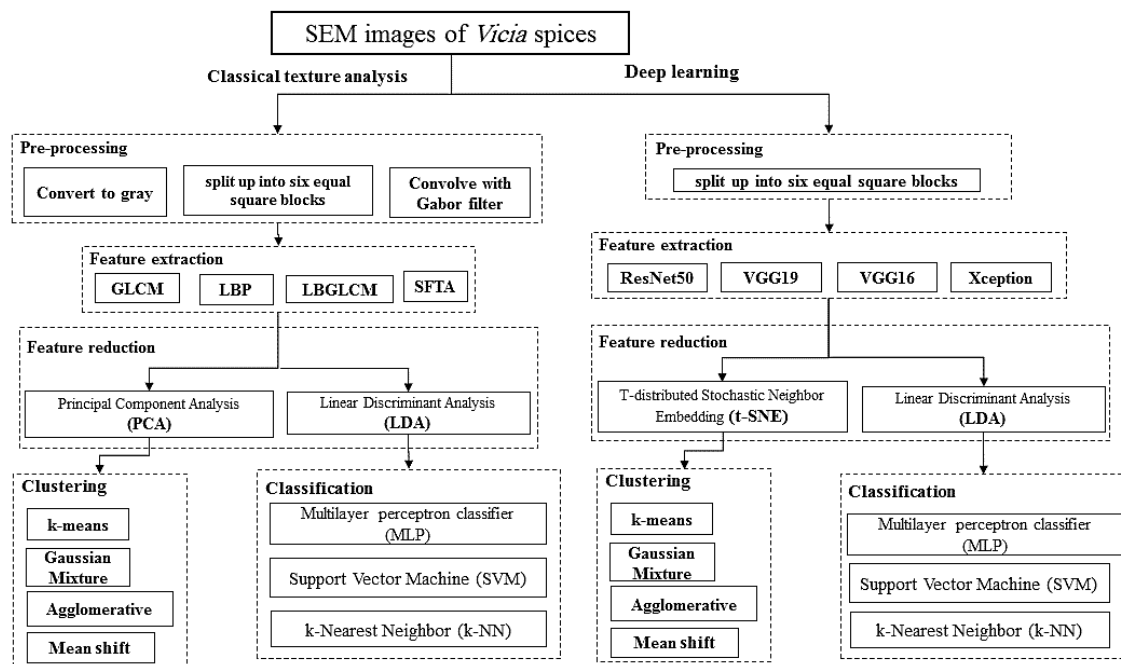 SEM images of Vicia spices
Classical texture analysis
Deep learning
Pre-processing
Convert to gray
split up into six equal
square blocks
Convolve with
Gabor filter
Feature extraction
GLCM
LBP
LBGLCM
SFTA
Feature reduction
Principal Component Analysis
(PCA)
Linear Discriminant Analysis
(LDA)
Clustering
k-means
Gaussian
Mixture
Agglomerative
Mean shift
Classification
Multilayer perceptron classifier
(MLP)
Support Vector Machine (SVM)
k-Nearest Neighbor (k-NN)
Pre-processing
split up into six equal square blocks
Feature extraction
ResNet50
VGG19
VGG16
Xception
Feature reduction
T-distributed Stochastic Neighbor
Embedding (t-SNE)
Linear Discriminant Analysis
(LDA)
Clustering
k-means
Gaussian
Mixture
Agglomerative
Mean shift
Classification
Multilayer perceptron classifier
(MLP)
Support Vector Machine (SVM)
k-Nearest Neighbor (k-NN)